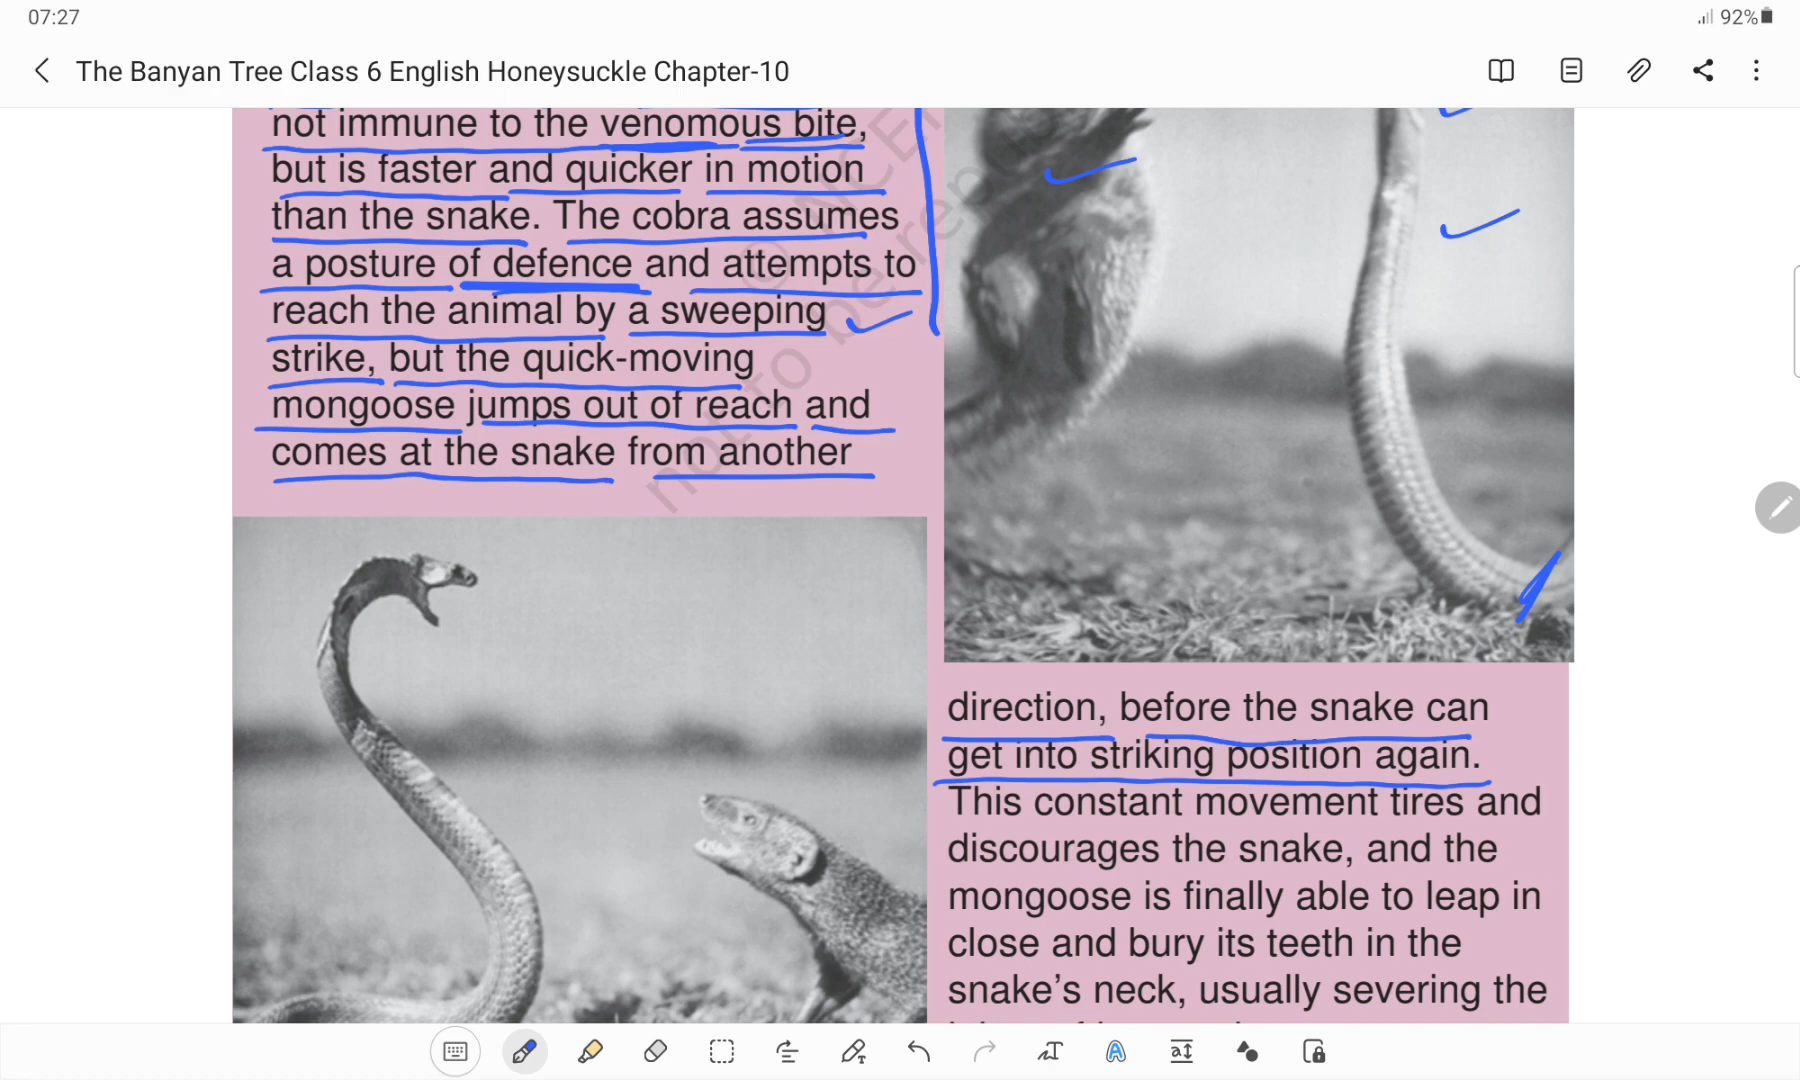 07:27
92%
The Banyan Tree Class 6 English Honeysuckle Chapter-10
not immune to the venomous bite,
but is faster and quicker in motion
than the snake. The cobra assumes
a posture of defence and attempts to
reach the animal by a sweeping
strike, but the quick-moving
mongoose jumps out of reach and
comes at the snake from another
direction, before the snake can
get into striking position again.
This constant movement tires and
discourages the snake, and the
mongoose is finally able to leap in
close and bury its teeth in the
snake’s neck, usually severing the
not to be rep